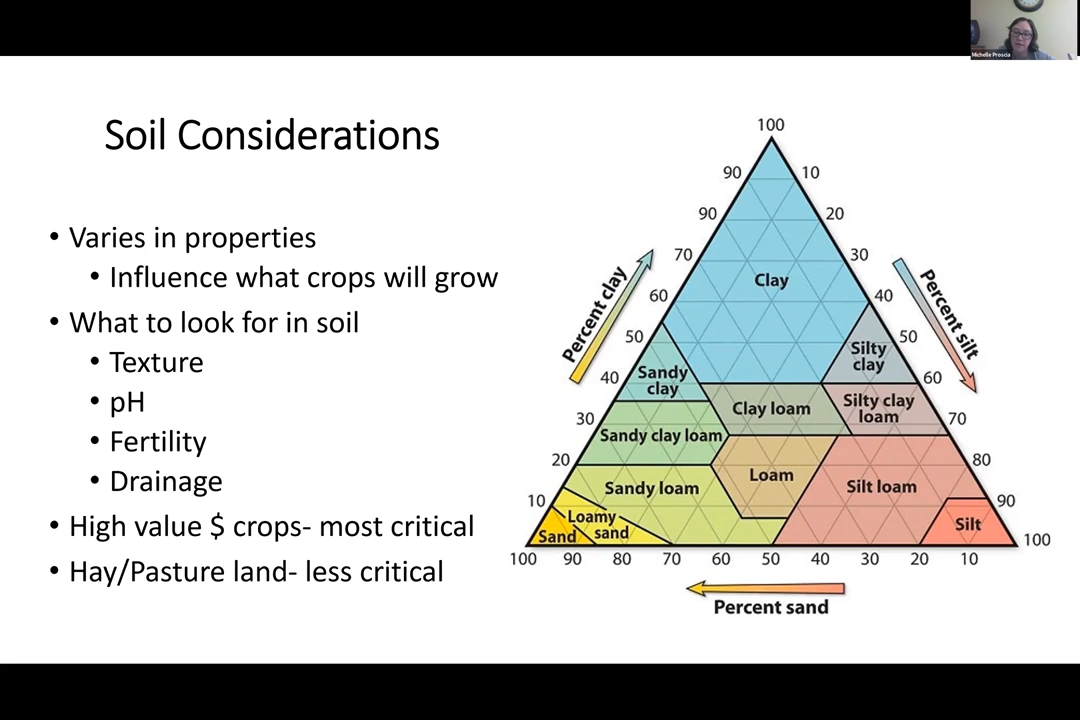 Michelle Proscia
Soil Considerations
• Varies in properties
• Influence what crops will grow
• What to look for in soil
• Texture
• pH
• Fertility
• Drainage
• High value $ crops- most critical
• Hay/Pasture land- less critical
100
90
10
90
20
70
30
60
40
50
50
40
60
30
70
20
80
10
90
100
100
90
80
70
60
50
40
30
20
10
Percent clay
Percent silt
Percent sand
Clay
Silty
clay
Sandy
clay
Clay loam
Silty clay
loam
Sandy clay loam
Loam
Sandy loam
Silt loam
Loamy
sand
Sand
Silt